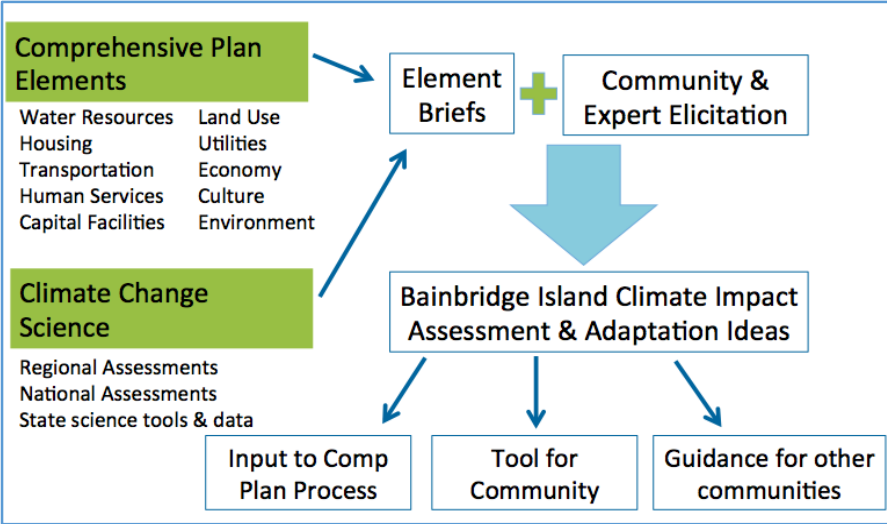 Comprehensive Plan
Elements
Water Resources
Housing
Transportation
Human Services
Capital Facilities
Land Use
Utilities
Economy
Culture
Environment
Element
Briefs
Community &
Expert Elicitation
Climate Change
Science
Regional Assessments
National Assessments
State science tools & data
Bainbridge Island Climate Impact
Assessment & Adaptation Ideas
Input to Comp
Plan Process
Tool for
Community
Guidance for other
communities